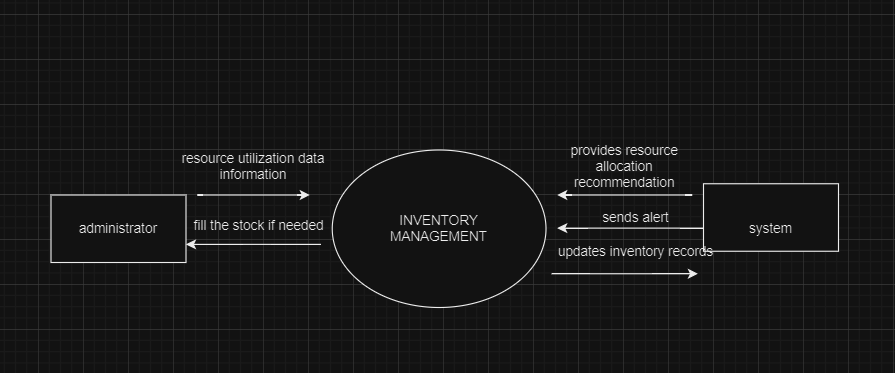 resource utilization data
information
administrator
fill the stock if needed
INVENTORY
MANAGEMENT
provides resource
allocation
recommendation
sends alert
updates inventory records
system